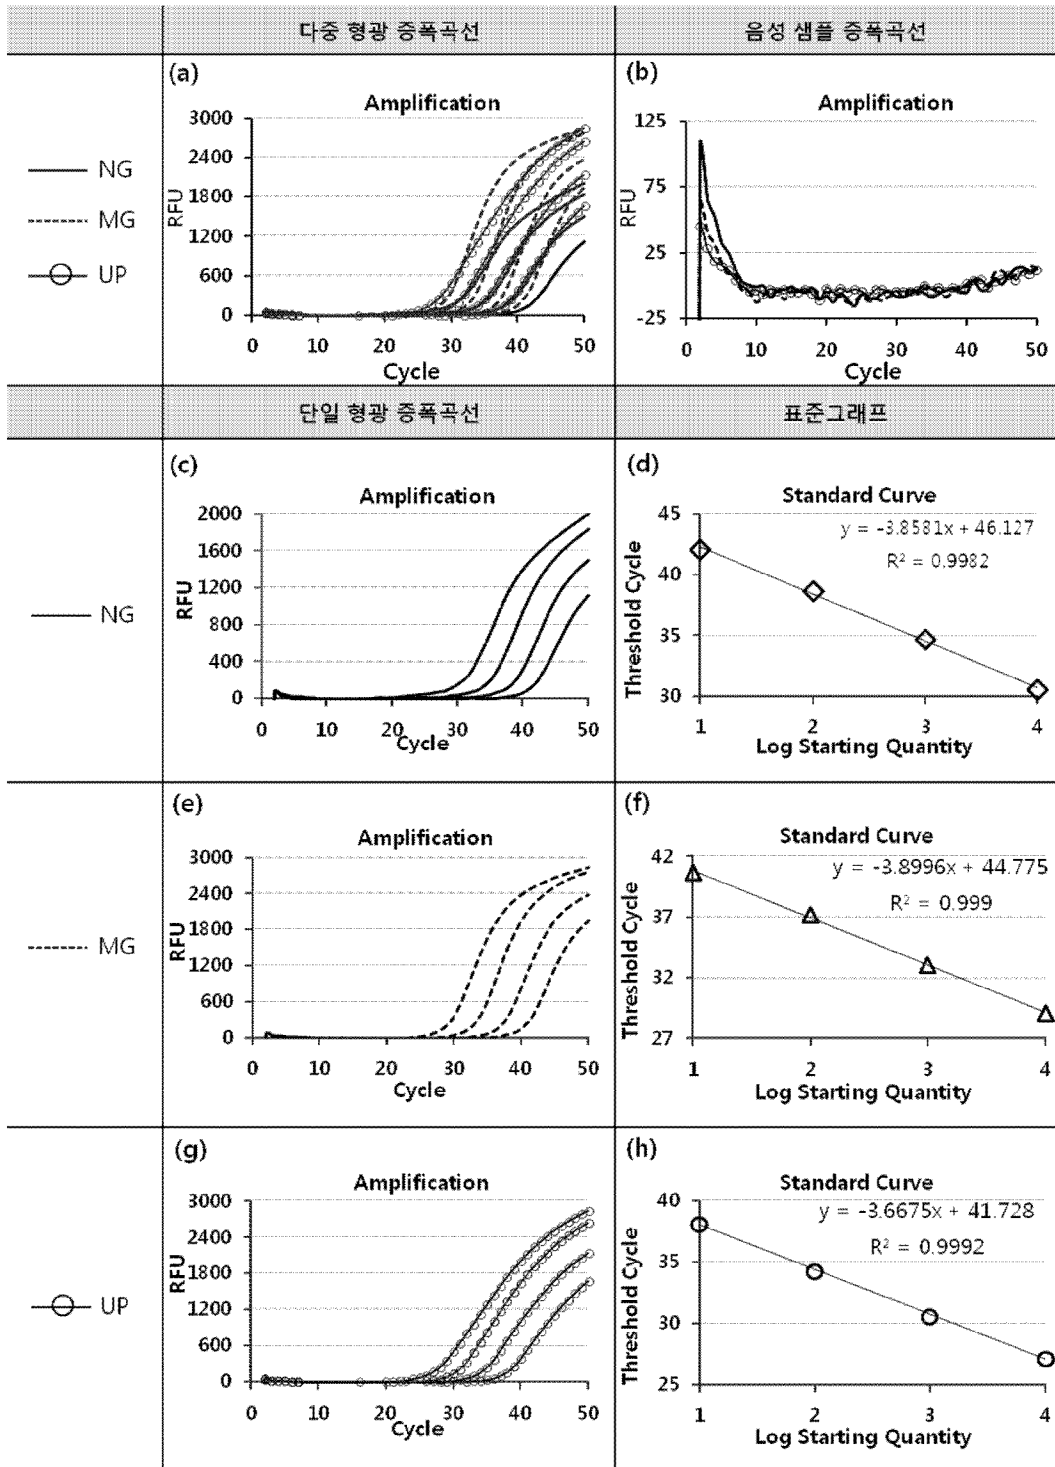 다중 형광 증폭곡선
음성 샘플 증폭곡선
NG
MG
UP
(a)
Amplification
3000
2400
1800
1200
600
0
RFU
0 10 20 30 40 50
Cycle
(b)
Amplification
125
75
25
-25
RFU
0 10 20 30 40 50
Cycle
단일 형광 증폭곡선
표준그래프
NG
(c)
Amplification
2000
1600
1200
800
400
0
RFU
0 10 20 30 40 50
Cycle
(d)
Standard Curve
y = -3.8581x + 46.127
R² = 0.9982
45
40
35
30
Threshold Cycle
1 2 3 4
Log Starting Quantity
MG
(e)
Amplification
3000
2400
1800
1200
600
0
RFU
0 10 20 30 40 50
Cycle
(f)
Standard Curve
y = -3.8996x + 44.775
R² = 0.999
42
37
32
27
Threshold Cycle
1 2 3 4
Log Starting Quantity
UP
(g)
Amplification
3000
2400
1800
1200
600
0
RFU
0 10 20 30 40 50
Cycle
(h)
Standard Curve
y = -3.6675x + 41.728
R² = 0.9992
40
35
30
25
Threshold Cycle
1 2 3 4
Log Starting Quantity